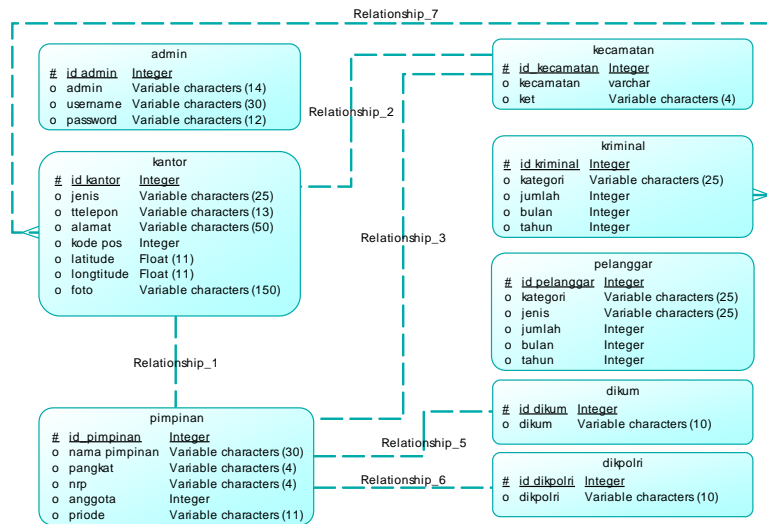 Relationship_7
admin
# id admin Integer
o admin Variable characters (14)
o username Variable characters (30)
o password Variable characters (12)
kecamatan
# id_kecamatan Integer
o kecamatan varchar
o ket Variable characters (4)
Relationship_2
kantor
# id kantor Integer
o jenis Variable characters (25)
o ttelepon Variable characters (13)
o alamat Variable characters (50)
o kode pos Integer
o latitude Float (11)
o longtitude Float (11)
o foto Variable characters (150)
kriminal
# id kriminal Integer
o kategori Variable characters (25)
o jumlah Integer
o bulan Integer
o tahun Integer
Relationship_3
pelanggar
# id pelanggar Integer
o kategori Variable characters (25)
o jenis Variable characters (25)
o jumlah Integer
o bulan Integer
o tahun Integer
Relationship_1
pimpinan
# id_pimpinan Integer
o nama pimpinan Variable characters (30)
o pangkat Variable characters (4)
o nrp Variable characters (4)
o anggota Integer
o priode Variable characters (11)
dikum
# id dikum Integer
o dikum Variable characters (10)
Relationship_5
dikpolri
# id dikpolri Integer
o dikpolri Variable characters (10)
Relationship_6